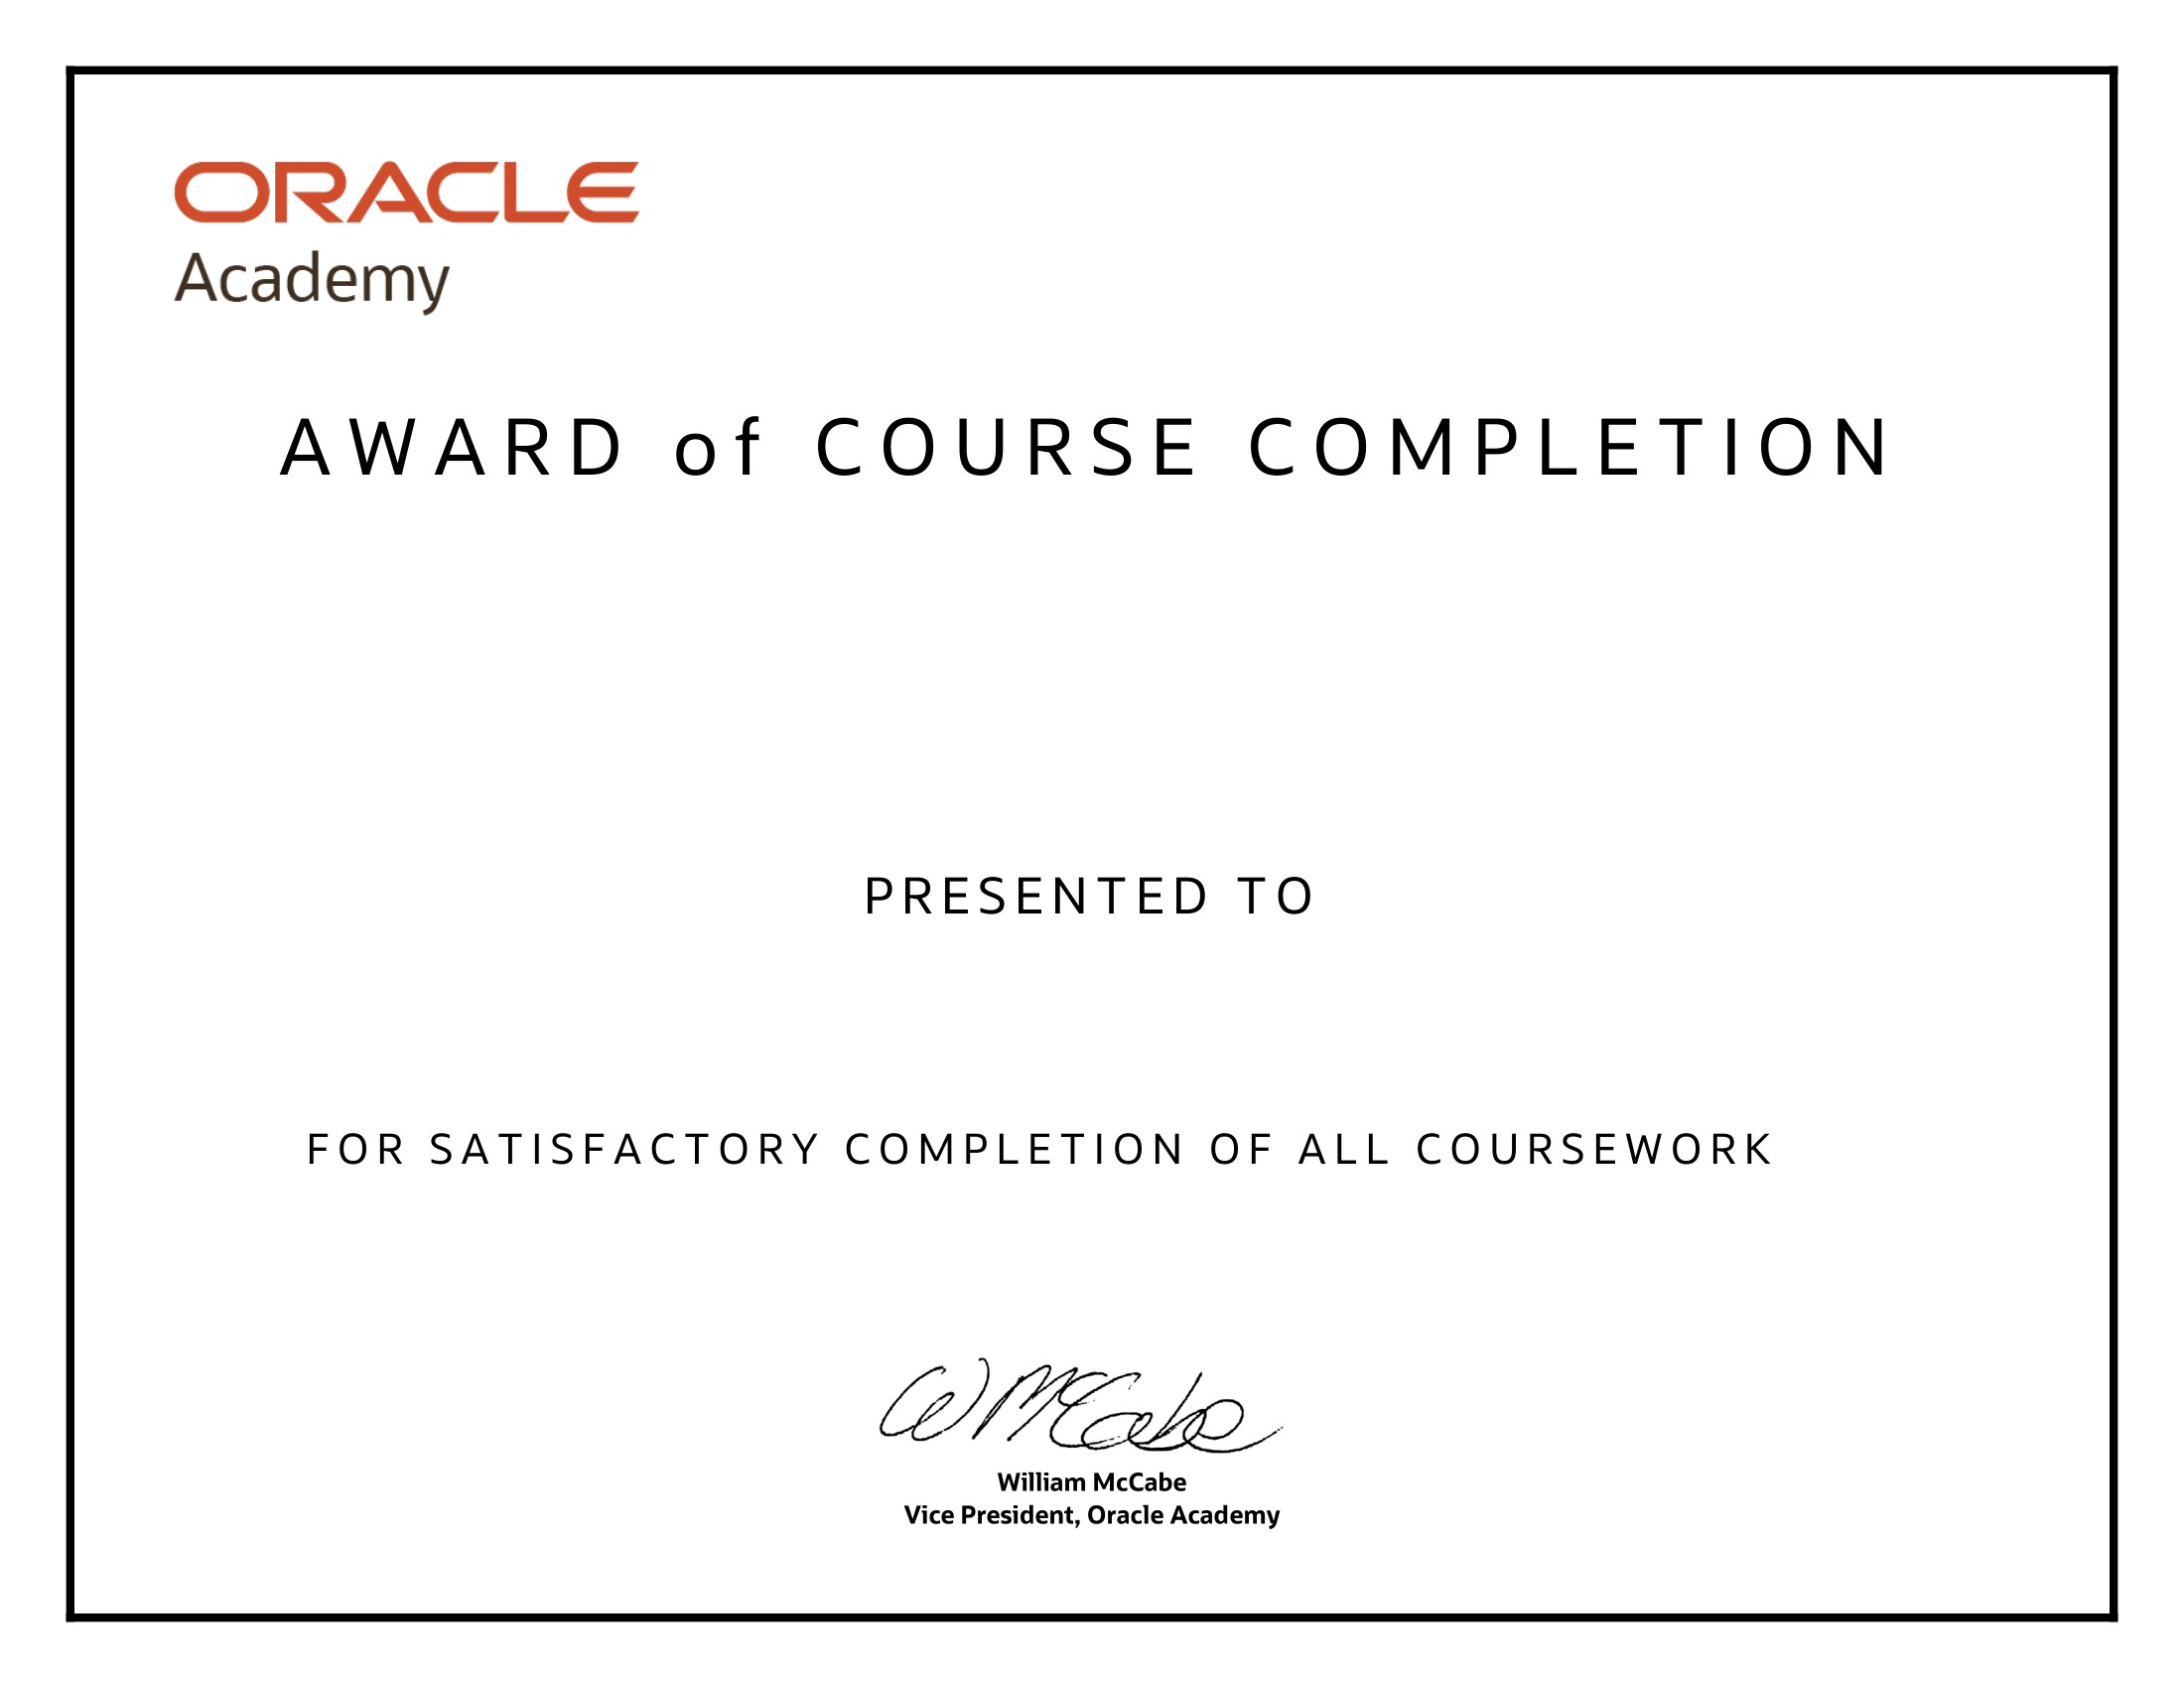 ORACLE
Academy
AWARD of COURSE COMPLETION
PRESENTED TO
FOR SATISFACTORY COMPLETION OF ALL COURSEWORK
W McCabe
William McCabe
Vice President, Oracle Academy